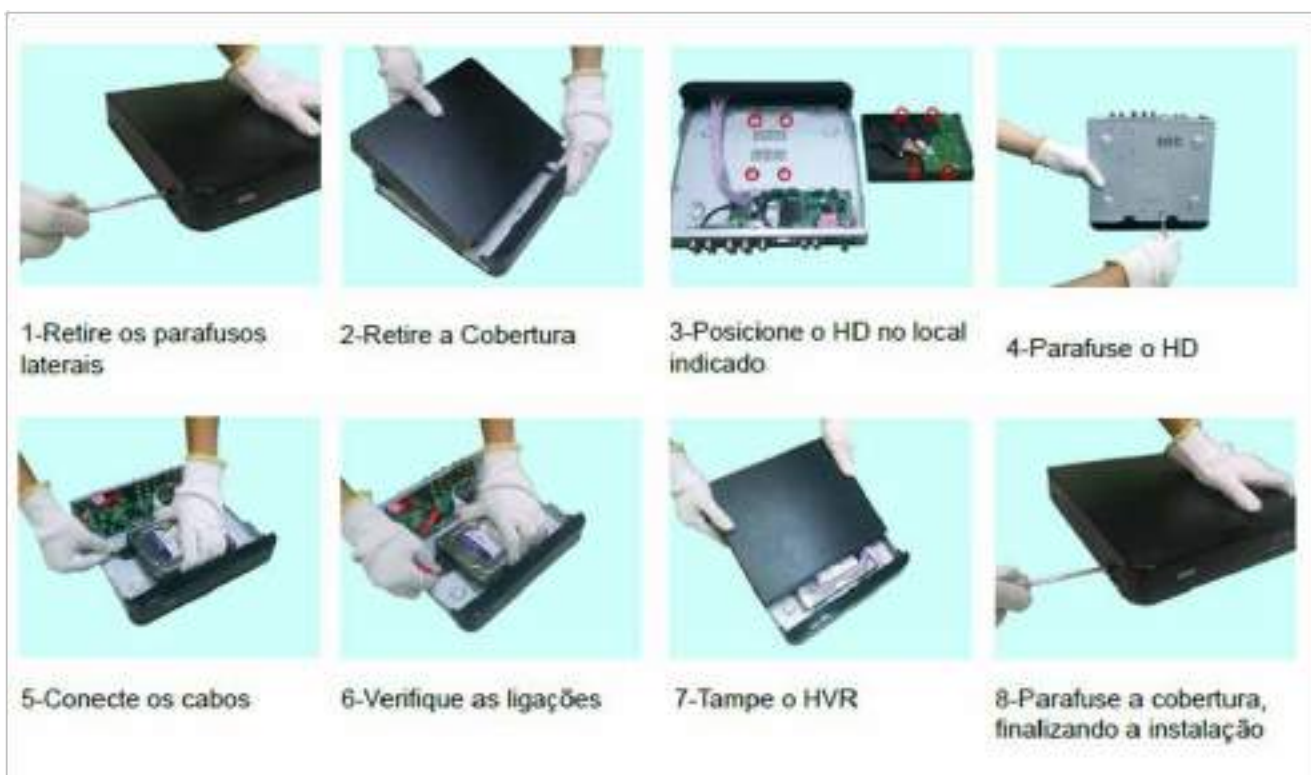 1-Retire os parafusos
laterais
2-Retire a Cobertura
3-Posicione o HD no local
indicado
4-Parafuse o HD
5-Conecte os cabos
6-Verifique as ligações
7-Tampe o HVR
8-Parafuse a cobertura,
finalizando a instalação